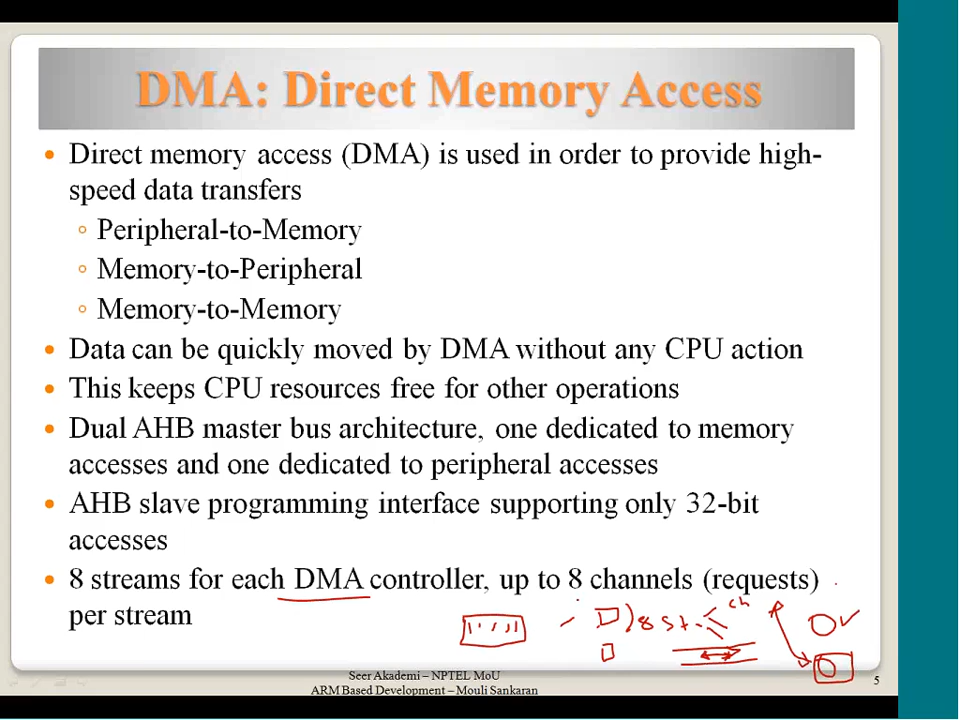 DMA: Direct Memory Access
• Direct memory access (DMA) is used in order to provide high-
speed data transfers
◦ Peripheral-to-Memory
◦ Memory-to-Peripheral
◦ Memory-to-Memory
• Data can be quickly moved by DMA without any CPU action
• This keeps CPU resources free for other operations
• Dual AHB master bus architecture, one dedicated to memory
accesses and one dedicated to peripheral accesses
• AHB slave programming interface supporting only 32-bit
accesses
• 8 streams for each DMA controller, up to 8 channels (requests)
per stream
8 st
ch
Seer Akademi – NPTEL MoU
ARM Based Development – Mouli Sankaran
5